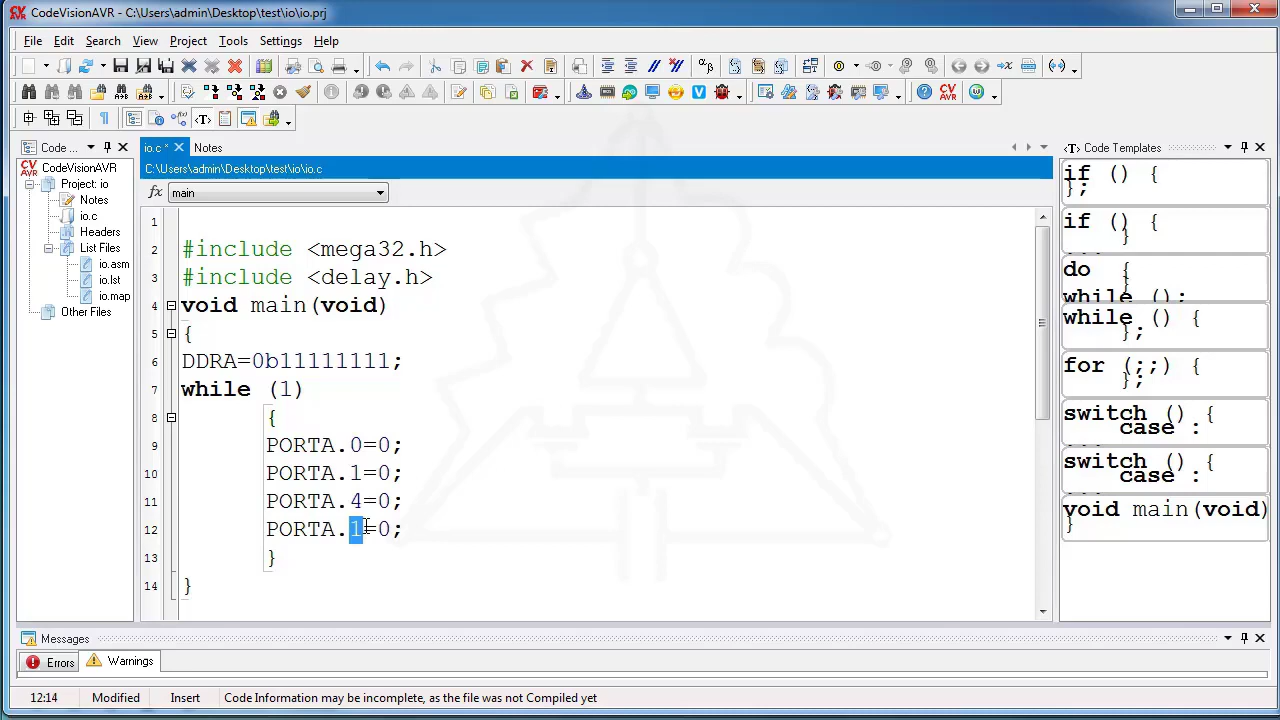 CodeVisionAVR - C:\Users\admin\Desktop\test\io\io.prj
File Edit Search View Project Tools Settings Help
Code ...
io.c * Notes
Code Templates
CodeVisionAVR
Project: io
Notes
io.c
Headers
List Files
io.asm
io.lst
io.map
Other Files
C:\Users\admin\Desktop\test\io\io.c
main
1
2 #include <mega32.h>
3 #include <delay.h>
4 void main(void)
5 {
6 DDRA=0b11111111;
7 while (1)
8 {
9 PORTA.0=0;
10 PORTA.1=0;
11 PORTA.4=0;
12 PORTA.1=0;
13 }
14 }
if () {
};
if () {
}
do {
while ();
while () {
};
for (;;) {
};
switch () {
case :
switch () {
case :
void main(void)
}
Messages
Errors Warnings
12:14 Modified Insert Code Information may be incomplete, as the file was not Compiled yet